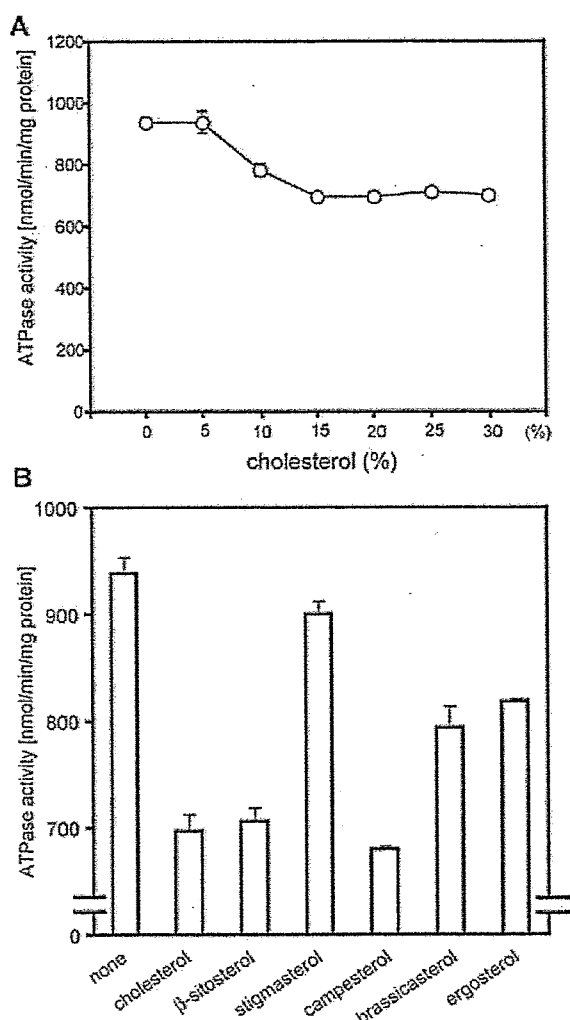 A
ATPase activity [nmol/min/mg protein]
1200
1000
800
600
400
200
0
0 5 10 15 20 25 30 (%)
cholesterol (%)
B
ATPase activity [nmol/min/mg protein]
1000
900
800
700
0
none
cholesterol
β-sitosterol
stigmasterol
campesterol
brassicasterol
ergosterol